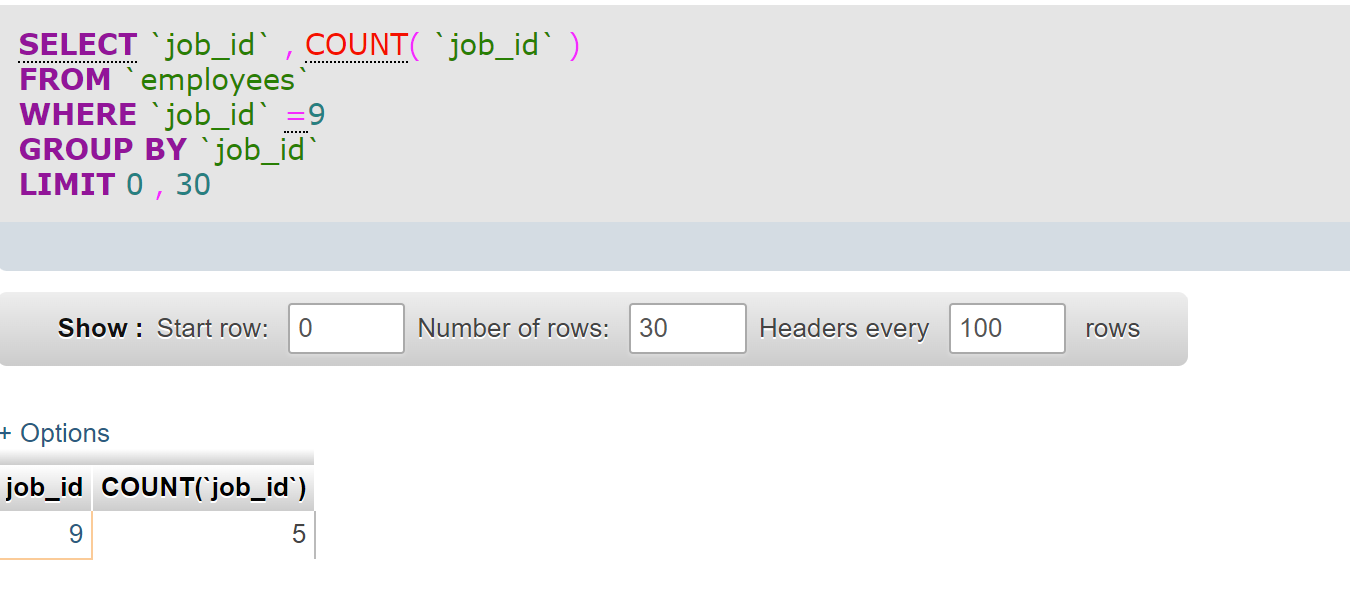 SELECT `job_id` , COUNT( `job_id` )
FROM `employees`
WHERE `job_id` =9
GROUP BY `job_id`
LIMIT 0 , 30
Show : Start row: 0 Number of rows: 30 Headers every 100 rows
+ Options
job_id COUNT(`job_id`)
9 5